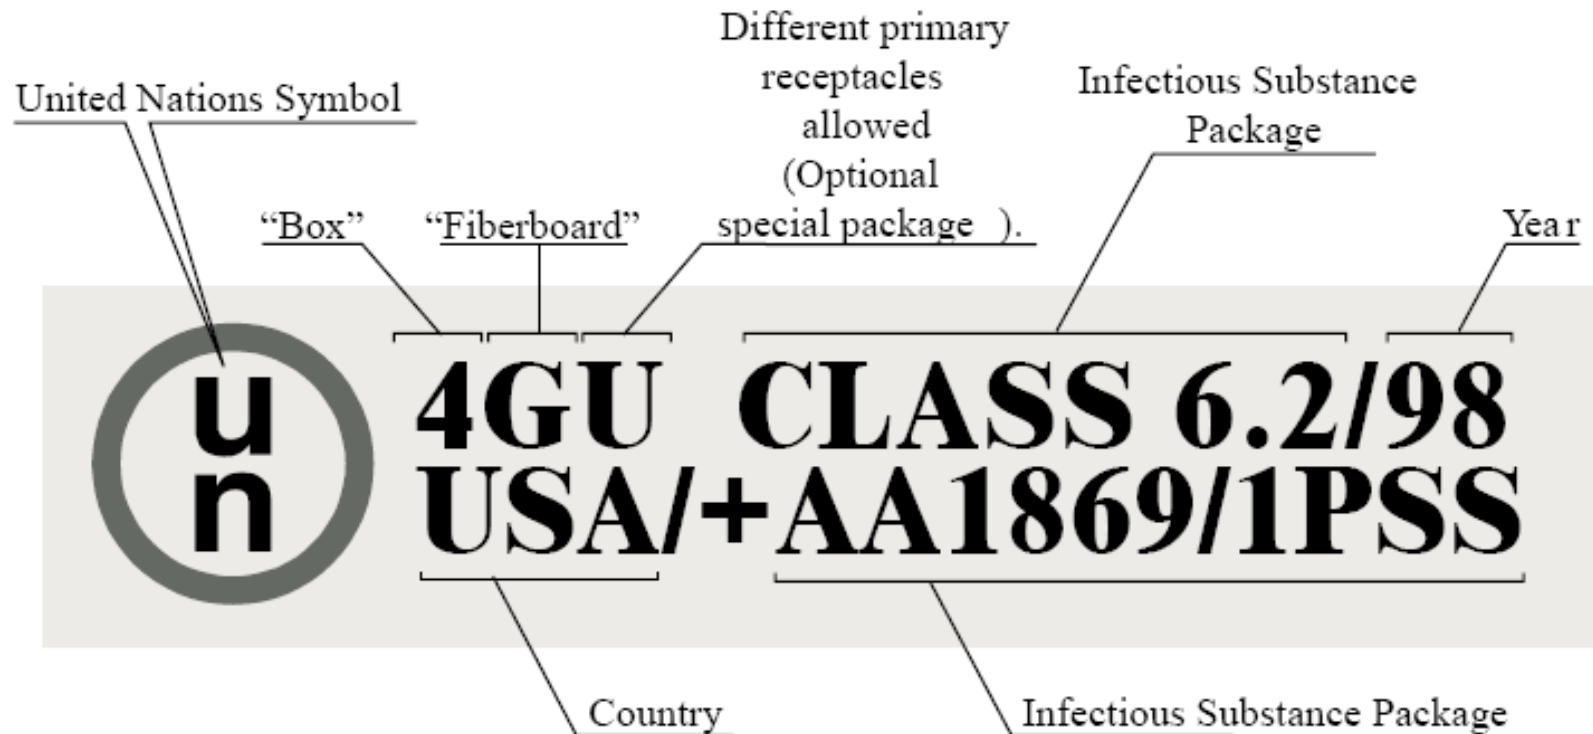 Different primary
receptacles
allowed
(Optional
special package ).
United Nations Symbol
Infectious Substance
Package
“Box”
“Fiberboard”
Year
u
n
4GU CLASS 6.2/98
USA/+AA1869/1PSS
Country
Infectious Substance Package